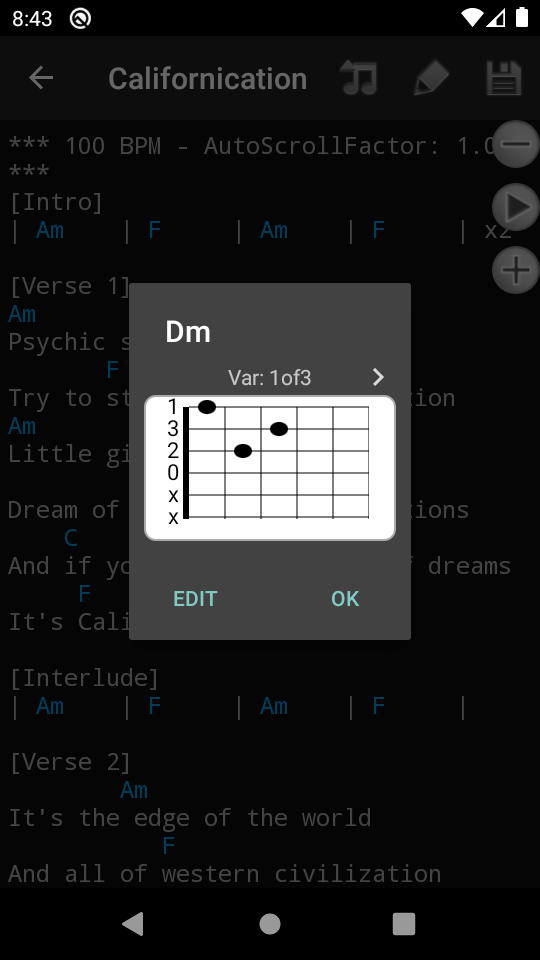 8:43
Californication
*** 100 BPM - AutoScrollFactor: 1.0
***
[Intro]
| Am | F | Am | F | x2
[Verse 1]
Am
Psychic s
F
Try to st tion
Am
Little gi
Dream of tions
C
And if yo f dreams
F
It's Cali
Dm
Var: 1of3
1
3
2
0
x
x
EDIT OK
[Interlude]
| Am | F | Am | F |
[Verse 2]
Am
It's the edge of the world
F
And all of western civilization